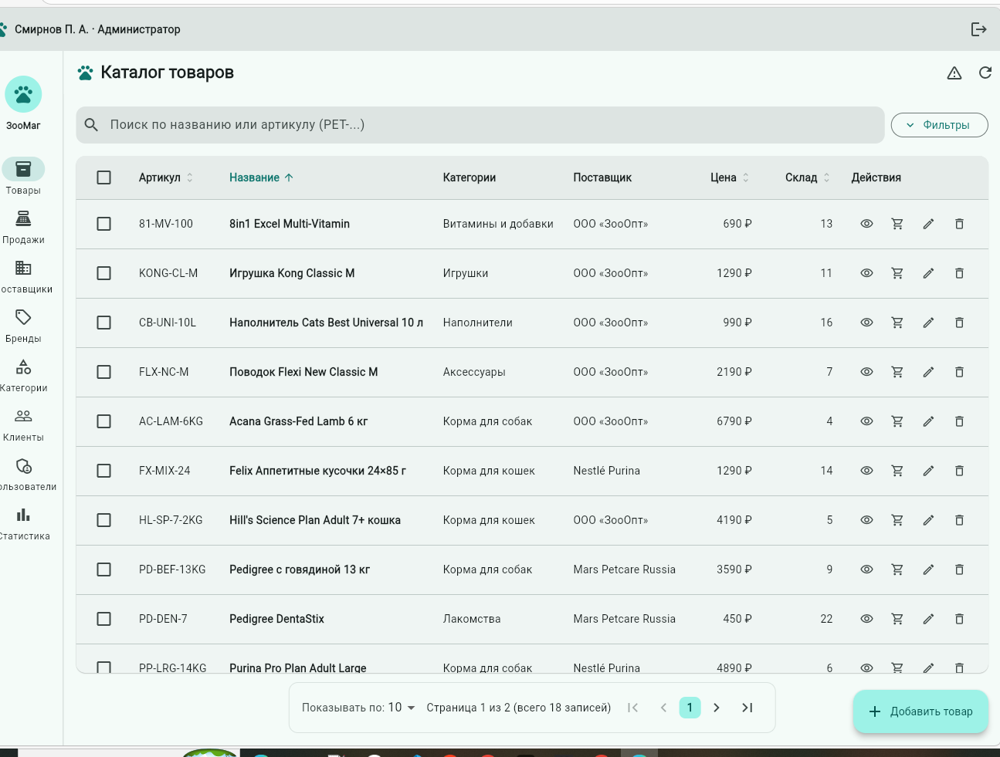 Смирнов П. А. · Администратор
Каталог товаров
ЗооМаг
Поиск по названию или артикулу (PET-...)
Фильтры
Товары
Продажи
оставщики
Бренды
Категории
Клиенты
ользователи
Статистика
Артикул Название Категории Поставщик Цена Склад Действия
81-MV-100 8in1 Excel Multi-Vitamin Витамины и добавки ООО «ЗооОпт» 690 ₽ 13
KONG-CL-M Игрушка Kong Classic M Игрушки ООО «ЗооОпт» 1290 ₽ 11
CB-UNI-10L Наполнитель Cats Best Universal 10 л Наполнители ООО «ЗооОпт» 990 ₽ 16
FLX-NC-M Поводок Flexi New Classic M Аксессуары ООО «ЗооОпт» 2190 ₽ 7
AC-LAM-6KG Acana Grass-Fed Lamb 6 кг Корма для собак ООО «ЗооОпт» 6790 ₽ 4
FX-MIX-24 Felix Аппетитные кусочки 24×85 г Корма для кошек Nestlé Purina 1290 ₽ 14
HL-SP-7-2KG Hill's Science Plan Adult 7+ кошка Корма для кошек ООО «ЗооОпт» 4190 ₽ 5
PD-BEF-13KG Pedigree с говядиной 13 кг Корма для собак Mars Petcare Russia 3590 ₽ 9
PD-DEN-7 Pedigree DentaStix Лакомства Mars Petcare Russia 450 ₽ 22
PP-LRG-14KG Purina Pro Plan Adult Large Корма для собак Nestlé Purina 4890 ₽ 6
Показывать по: 10 Страница 1 из 2 (всего 18 записей) 1
Добавить товар